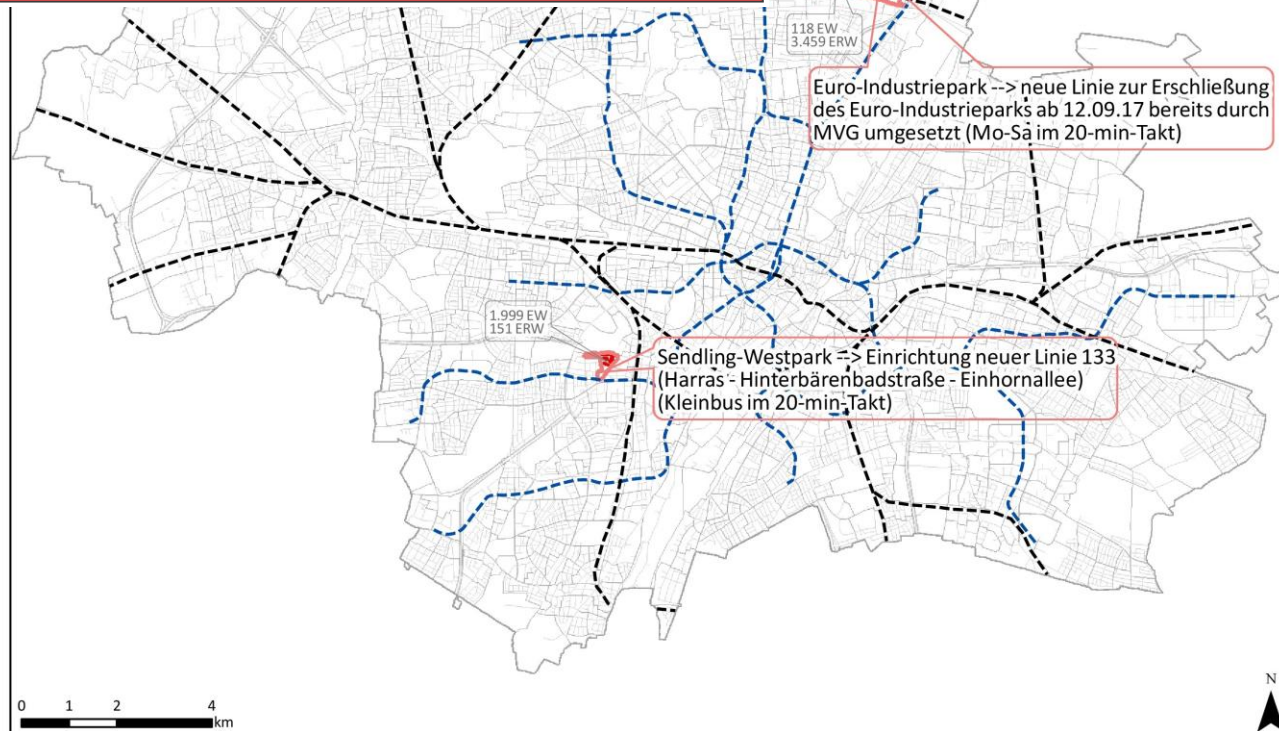 118 EW
3.459 ERW
Euro-Industriepark --> neue Linie zur Erschließung
des Euro-Industrieparks ab 12.09.17 bereits durch
MVG umgesetzt (Mo-Sa im 20-min-Takt)
1.999 EW
151 ERW
Sendling-Westpark --> Einrichtung neuer Linie 133
(Harras - Hinterbärenbadstraße - Einhornallee)
(Kleinbus im 20-min-Takt)
0 1 2 4
km
N